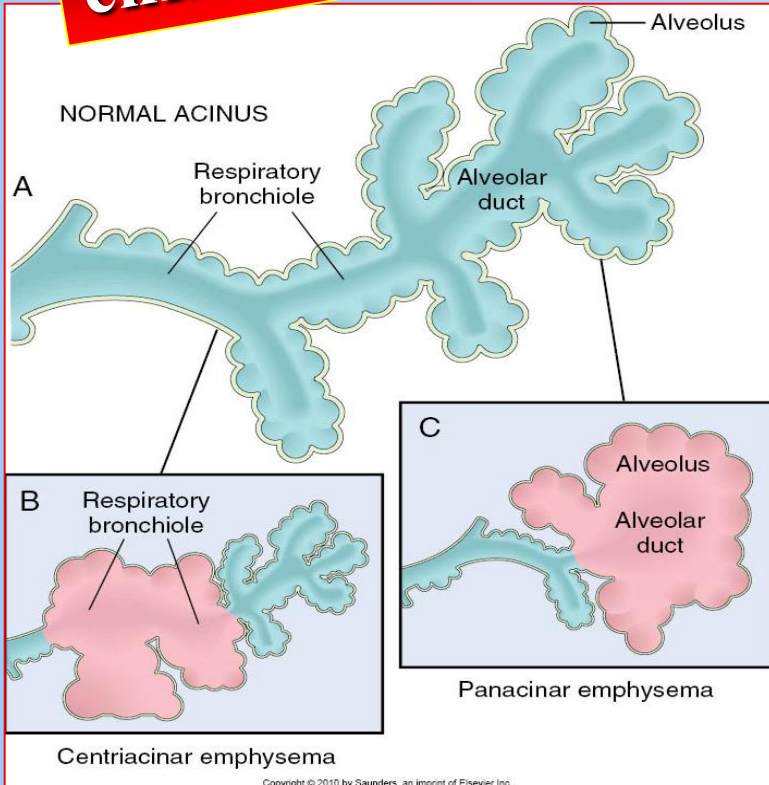 Alveolus
NORMAL ACINUS
A
Respiratory
bronchiole
Alveolar
duct
C
Alveolus
Alveolar
duct
B
Respiratory
bronchiole
Panacinar emphysema
Centriacinar emphysema
Copyright © 2010 by Saunders, an imprint of Elsevier Inc.